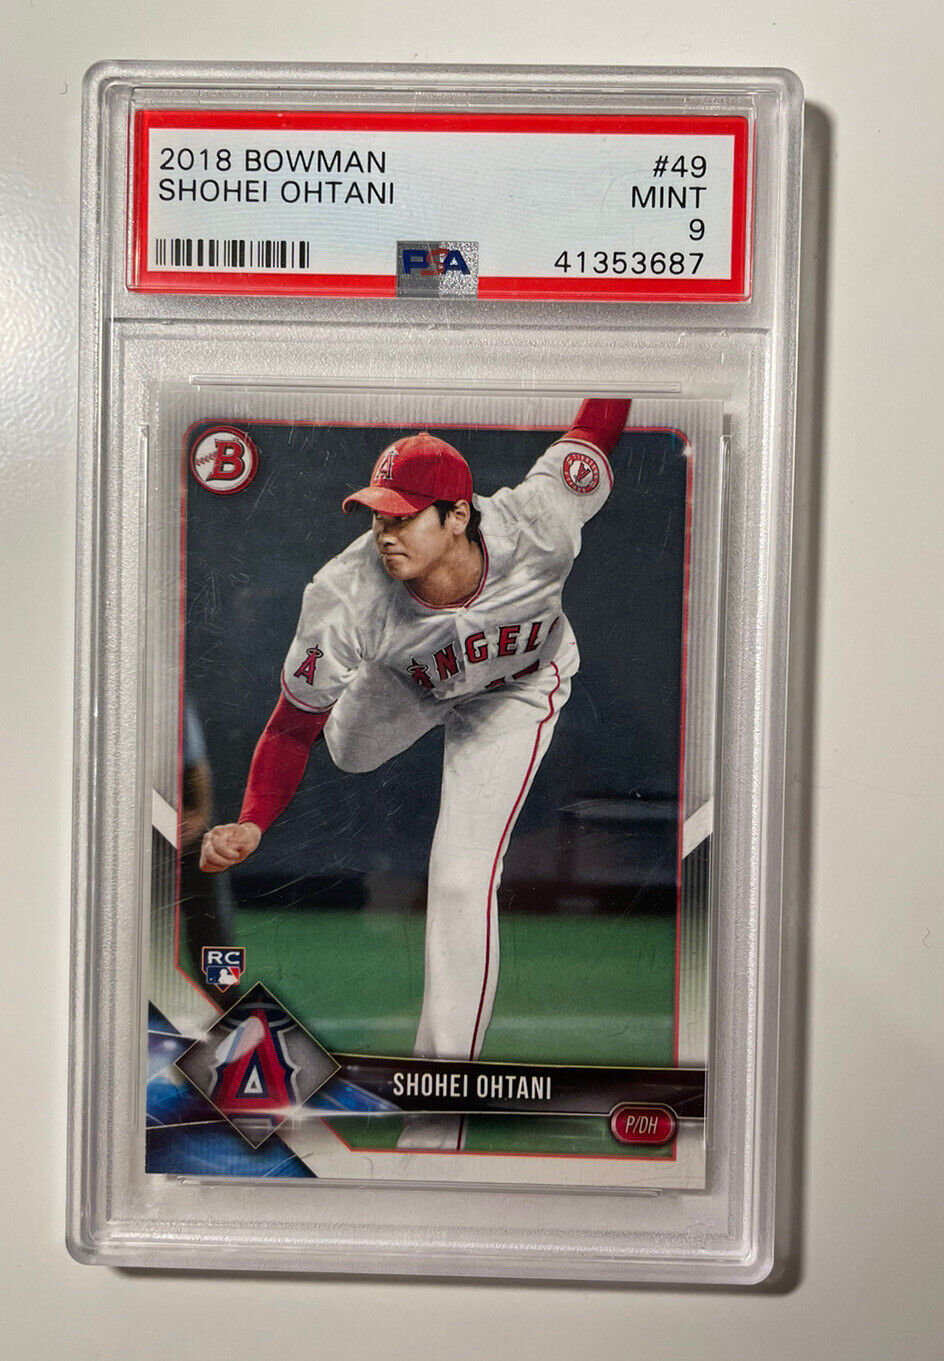 2018 BOWMAN
SHOHEI OHTANI
#49
MINT
9
41353687
PSA
B
A
A
ANGELS
RC
A
SHOHEI OHTANI
P/DH